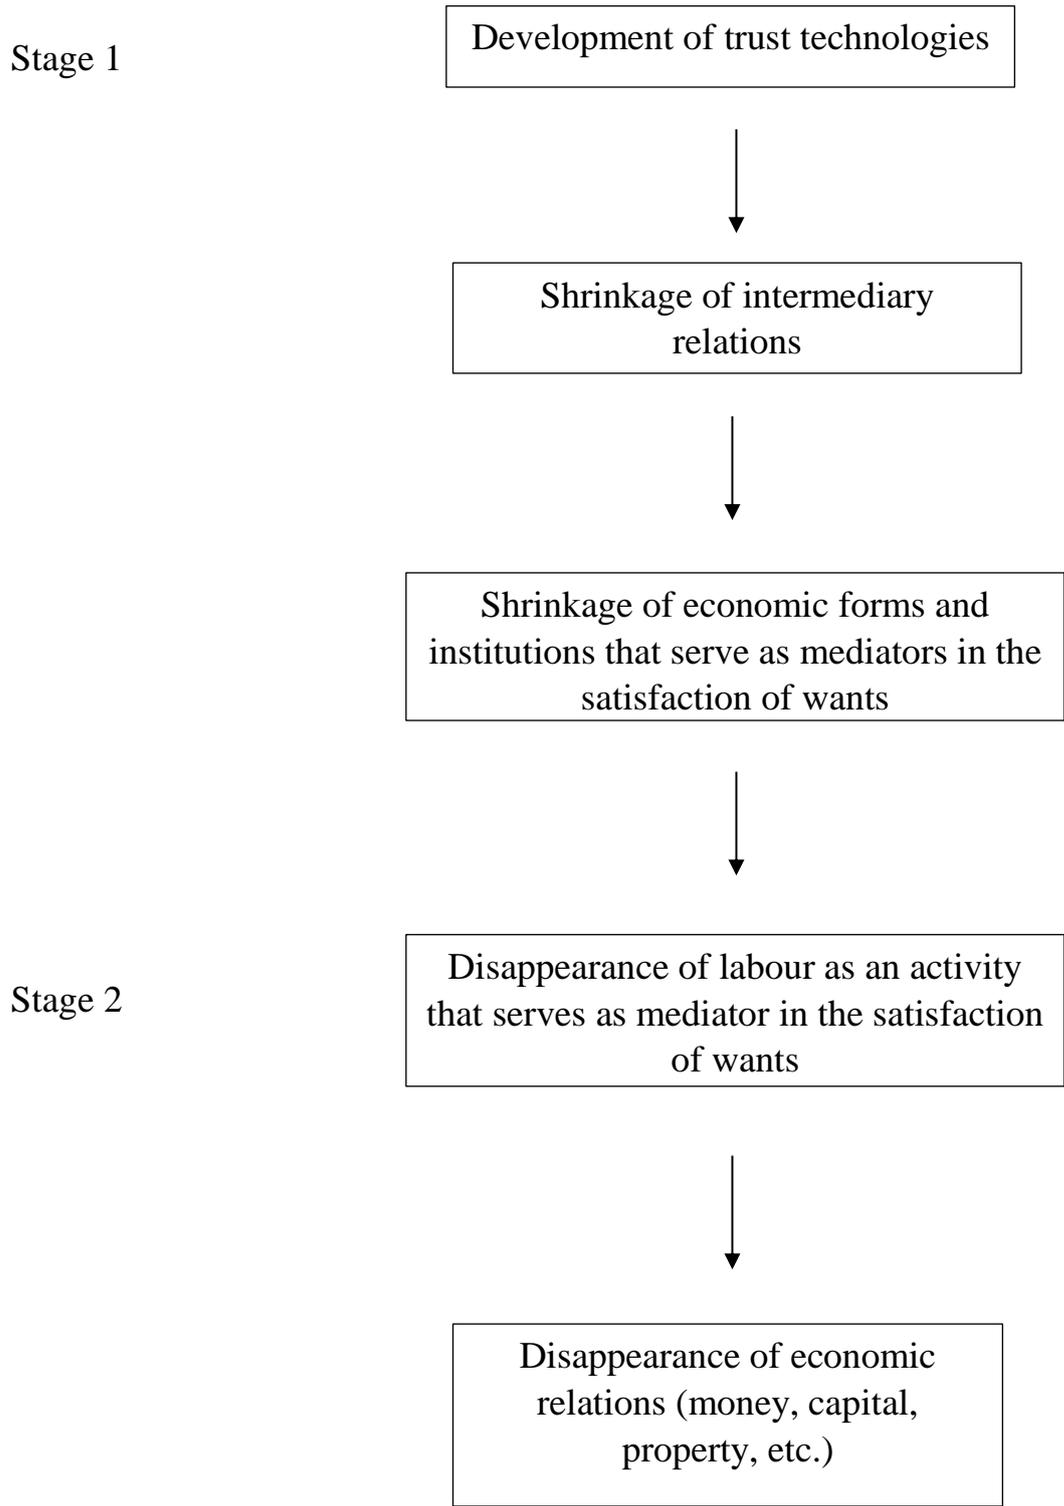 Stage 1
Development of trust technologies
Shrinkage of intermediary
relations
Shrinkage of economic forms and
institutions that serve as mediators in the
satisfaction of wants
Stage 2
Disappearance of labour as an activity
that serves as mediator in the satisfaction
of wants
Disappearance of economic
relations (money, capital,
property, etc.)